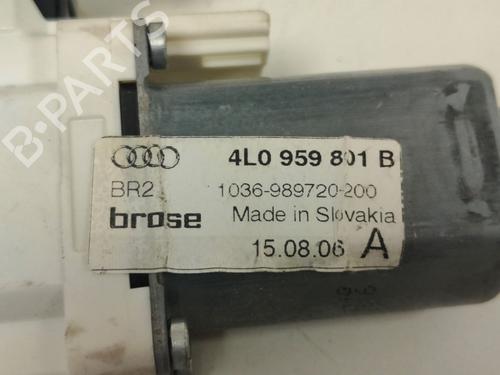 B-PARTS
4L0 959 801 B
BR2 1036-989720-200
brose Made in Slovakia
15.08.06 A